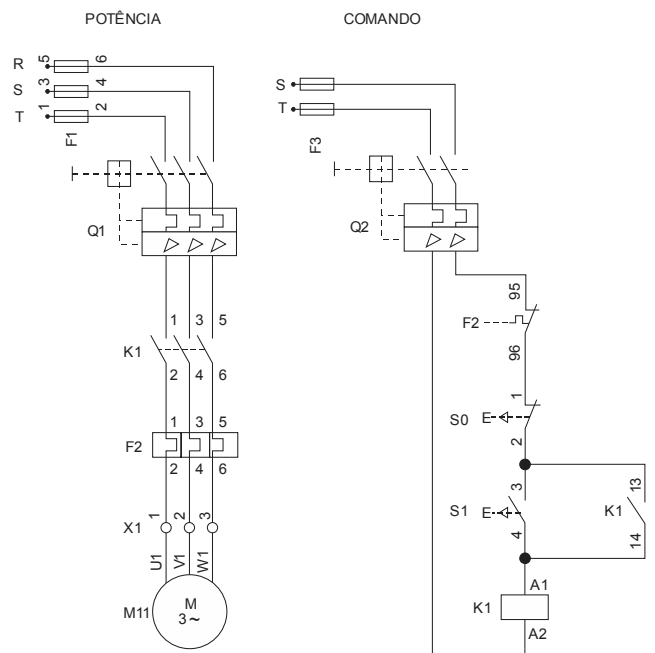 POTÊNCIA
COMANDO
R 5 6
S 3 4
T 1 2
F1
S
T
F3
Q1
Q2
95
F2
96
1 3 5
K1
2 4 6
1
S0 E
2
1 3 5
F2
2 4 6
3
S1 E
4
13
K1
14
X1 1 2 3
U1 V1 W1
M11
M
3~
A1
K1
A2